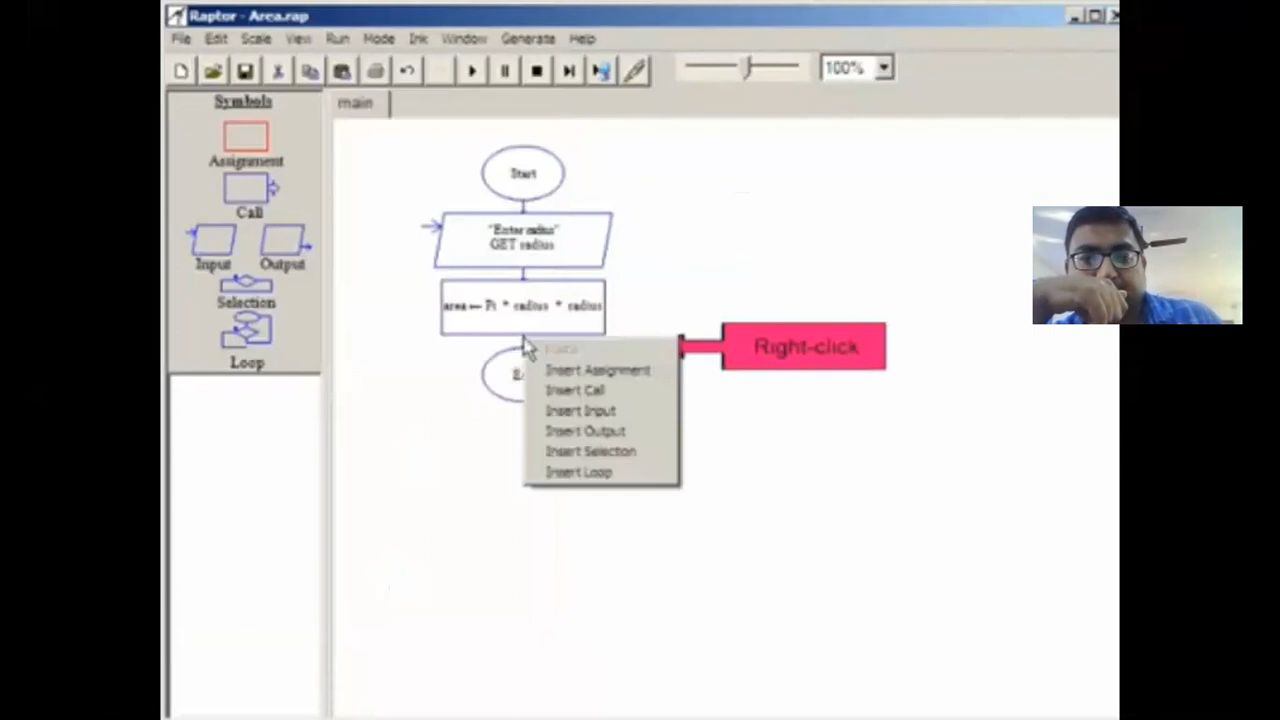 Raptor - Area.rap
File Edit Scale View Run Mode Ink Window Generate Help
100%
Symbols
main
Assignment
Call
Input Output
Selection
Loop
Start
"Enter radius"
GET radius
area ← Pi * radius * radius
Right-click
Insert Assignment
Insert Call
Insert Input
Insert Output
Insert Selection
Insert Loop